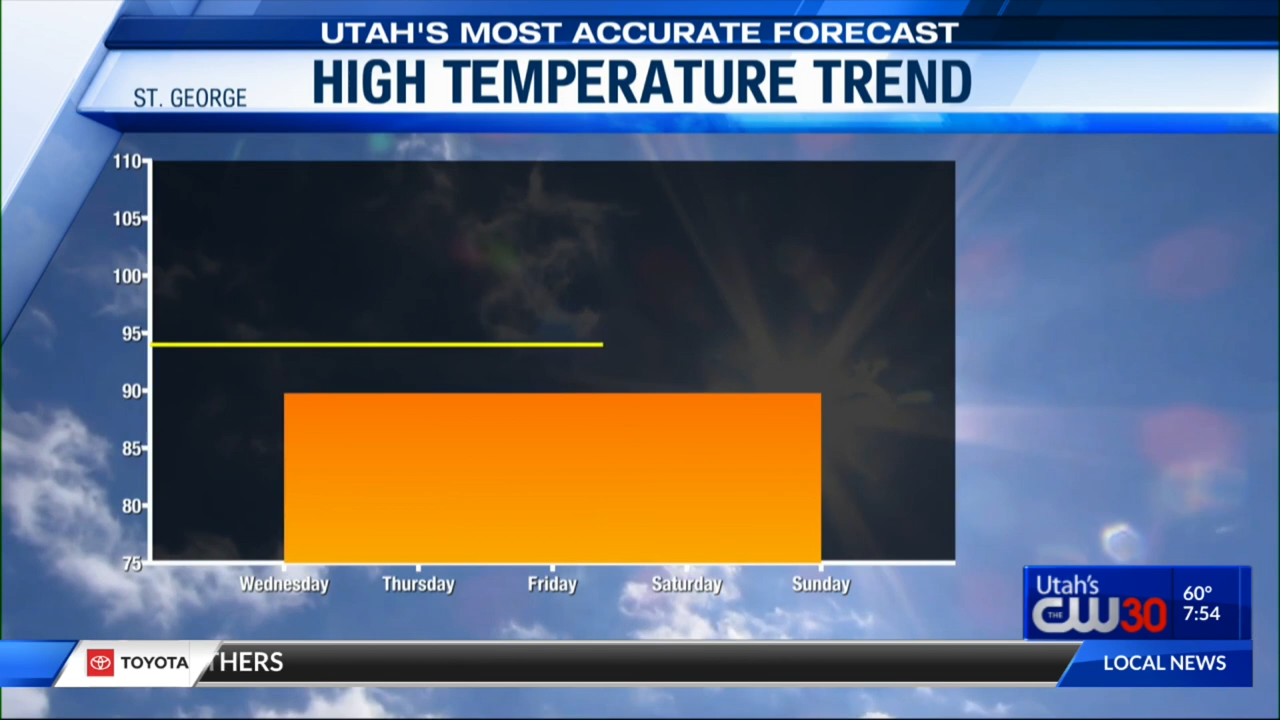 UTAH'S MOST ACCURATE FORECAST
ST. GEORGE
HIGH TEMPERATURE TREND
110
105
100
95
90
85
80
75
Wednesday Thursday Friday Saturday Sunday
Utah's
THE CW30
60°
7:54
TOYOTA
THERS
LOCAL NEWS